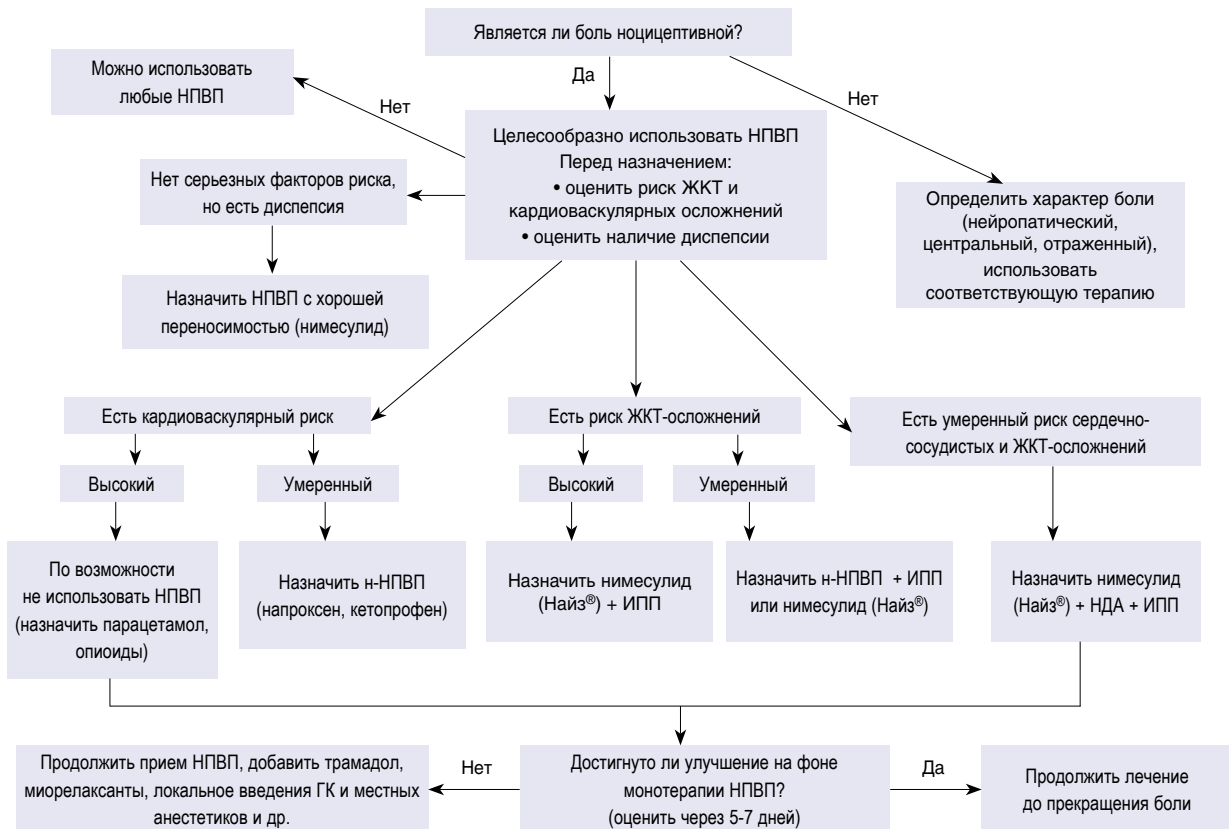 Является ли боль ноцицептивной?
Можно использовать
любые НПВП
Нет
Да
Нет
Целесообразно использовать НПВП
Перед назначением:
• оценить риск ЖКТ и
кардиоваскулярных осложнений
• оценить наличие диспепсии
Нет серьезных факторов риска,
но есть диспепсия
Определить характер боли
(нейропатический,
центральный, отраженный),
использовать
соответствующую терапию
Назначить НПВП с хорошей
переносимостью (нимесулид)
Есть кардиоваскулярный риск
Есть риск ЖКТ-осложнений
Есть умеренный риск сердечно-
сосудистых и ЖКТ-осложнений
Высокий
Умеренный
Высокий
Умеренный
По возможности
не использовать НПВП
(назначить парацетамол,
опиоиды)
Назначить н-НПВП
(напроксен, кетопрофен)
Назначить нимесулид
(Найз®) + ИПП
Назначить н-НПВП + ИПП
или нимесулид (Найз®)
Назначить нимесулид
(Найз®) + НДА + ИПП
Продолжить прием НПВП, добавить трамадол,
миорелаксанты, локальное введения ГК и местных
анестетиков и др.
Нет
Достигнуто ли улучшение на фоне
монотерапии НПВП?
(оценить через 5-7 дней)
Да
Продолжить лечение
до прекращения боли